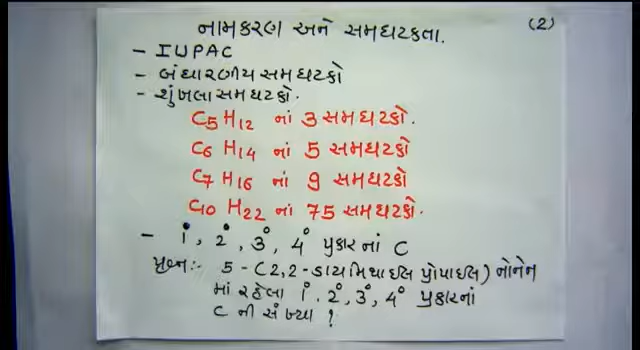 નામકરણ અને સમઘટકતા. (2)
- IUPAC
- બંધારણીય સમઘટકો
- શૃંખલા સમઘટકો.
C5H12 નાં 3 સમઘટકો.
C6H14 નાં 5 સમઘટકો
C7H16 નાં 9 સમઘટકો
C10H22 નાં 75 સમઘટકો.
- 1°, 2°, 3°, 4° પ્રકારનાં C
પ્રશ્ન:- 5-(2,2-ડાયમિથાઇલ પ્રોપાઇલ) નોનેન
માં રહેલા 1°, 2°, 3°, 4° પ્રકારનાં
C ની સંખ્યા ?